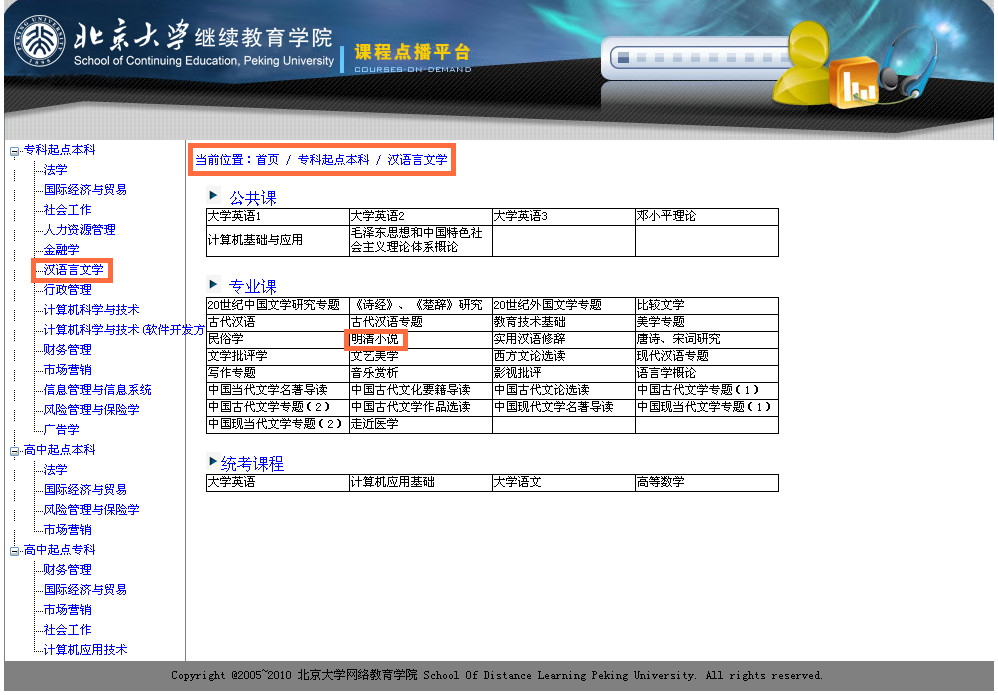 北京大学继续教育学院
School of Continuing Education, Peking University
课程点播平台
COURSES-ON-DEMAND
专科起点本科
法学
国际经济与贸易
社会工作
人力资源管理
金融学
汉语言文学
行政管理
计算机科学与技术
计算机科学与技术(软件开发方
财务管理
市场营销
信息管理与信息系统
风险管理与保险学
广告学
高中起点本科
法学
国际经济与贸易
风险管理与保险学
市场营销
高中起点专科
财务管理
国际经济与贸易
市场营销
社会工作
计算机应用技术
当前位置：首页 / 专科起点本科 / 汉语言文学
公共课
大学英语1 大学英语2 大学英语3 邓小平理论
计算机基础与应用 毛泽东思想和中国特色社
会主义理论体系概论
专业课
20世纪中国文学研究专题 《诗经》、《楚辞》研究 20世纪外国文学专题 比较文学
古代汉语 古代汉语专题 教育技术基础 美学专题
民俗学 明清小说 实用汉语修辞 唐诗、宋词研究
文学批评学 文艺美学 西方文论选读 现代汉语专题
写作专题 音乐赏析 影视批评 语言学概论
中国当代文学名著导读 中国古代文化要籍导读 中国古代文论选读 中国古代文学专题（1）
中国古代文学专题（2） 中国古代文学作品选读 中国现代文学名著导读 中国现当代文学专题（1）
中国现当代文学专题（2） 走近医学
统考课程
大学英语 计算机应用基础 大学语文 高等数学
Copyright @2005~2010 北京大学网络教育学院 School Of Distance Learning Peking University. All rights reserved.